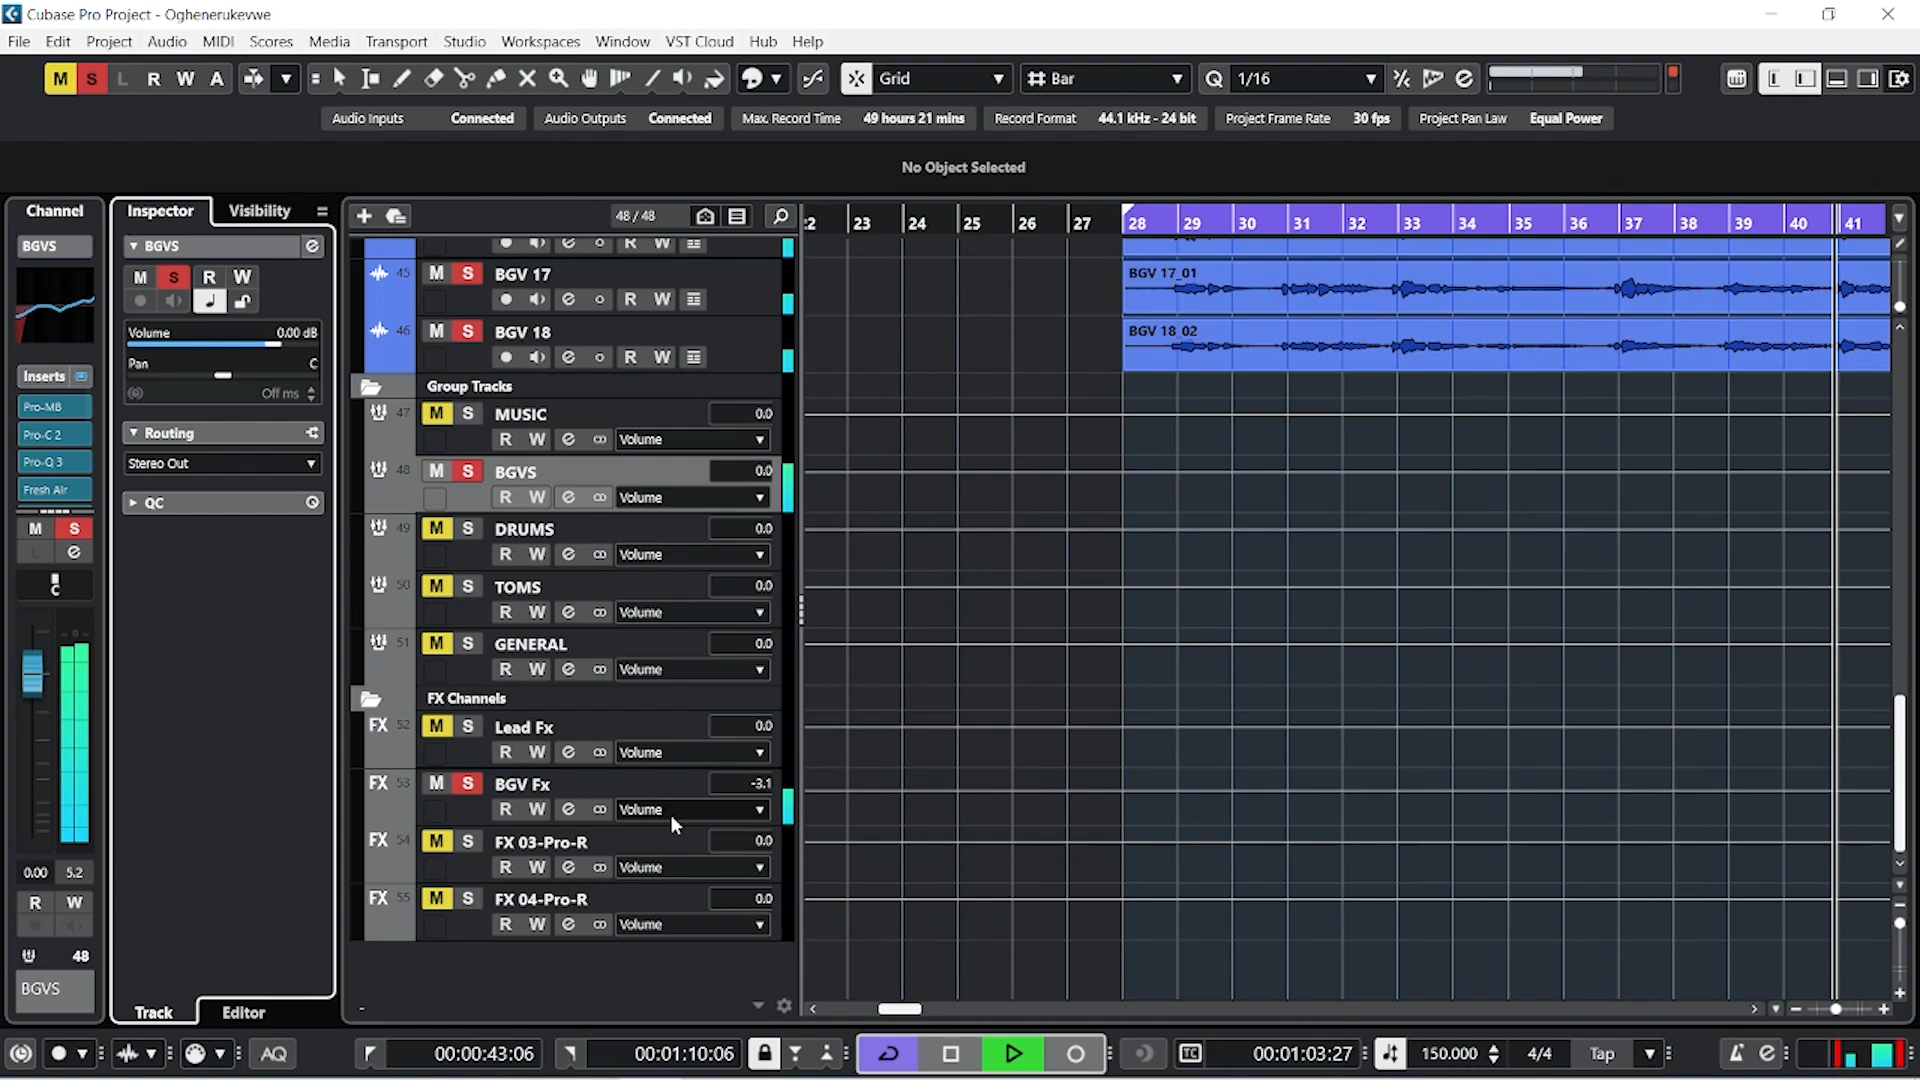 Cubase Pro Project - Oghenerukevwe
File Edit Project Audio MIDI Scores Media Transport Studio Workspaces Window VST Cloud Hub Help
M S L R W A Grid Bar Q 1/16
Audio Inputs Connected Audio Outputs Connected Max. Record Time 49 hours 21 mins Record Format 44.1 kHz - 24 bit Project Frame Rate 30 fps Project Pan Law Equal Power
No Object Selected
Channel Inspector Visibility 48 / 48
23 24 25 26 27 28 29 30 31 32 33 34 35 36 37 38 39 40 41
BGVS BGVS
R W
45 M S BGV 17 BGV 17_01
M S R W
R W
46 M S BGV 18 BGV 18_02
Volume 0.00 dB
R W
Pan C
Off ms
Inserts
Group Tracks
Pro-MB
Pro-C 2
Pro-Q 3
Fresh Air
47 M S MUSIC 0.0
R W Volume
Routing
Stereo Out
48 M S BGVS 0.0
R W Volume
QC
M S
L
C
49 M S DRUMS 0.0
R W Volume
50 M S TOMS 0.0
R W Volume
51 M S GENERAL 0.0
R W Volume
FX Channels
FX 52 M S Lead Fx 0.0
R W Volume
FX 53 M S BGV Fx -3.1
R W Volume
FX 54 M S FX 03-Pro-R 0.0
R W Volume
FX 55 M S FX 04-Pro-R 0.0
R W Volume
0.00 5.2
R W
48
BGVS
Track Editor
AQ 00:00:43:06 00:01:10:06 TC 00:01:03:27 150.000 4/4 Tap